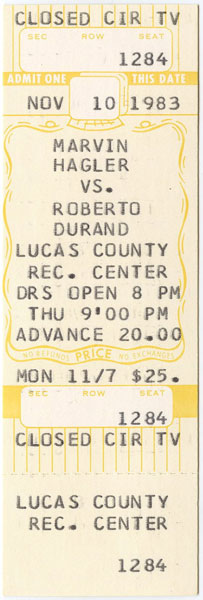 CLOSED CIR TV
SEC ROW SEAT
1284
ADMIT ONE THIS DATE
NOV 10 1983
MARVIN
HAGLER
VS.
ROBERTO
DURAND
LUCAS COUNTY
REC. CENTER
DRS OPEN 8 PM
THU 9'00 PM
ADVANCE 20.00
NO REFUNDS PRICE NO EXCHANGES
MON 11/7 $25.
SEC ROW SEAT
1284
CLOSED CIR TV
LUCAS COUNTY
REC. CENTER
1284